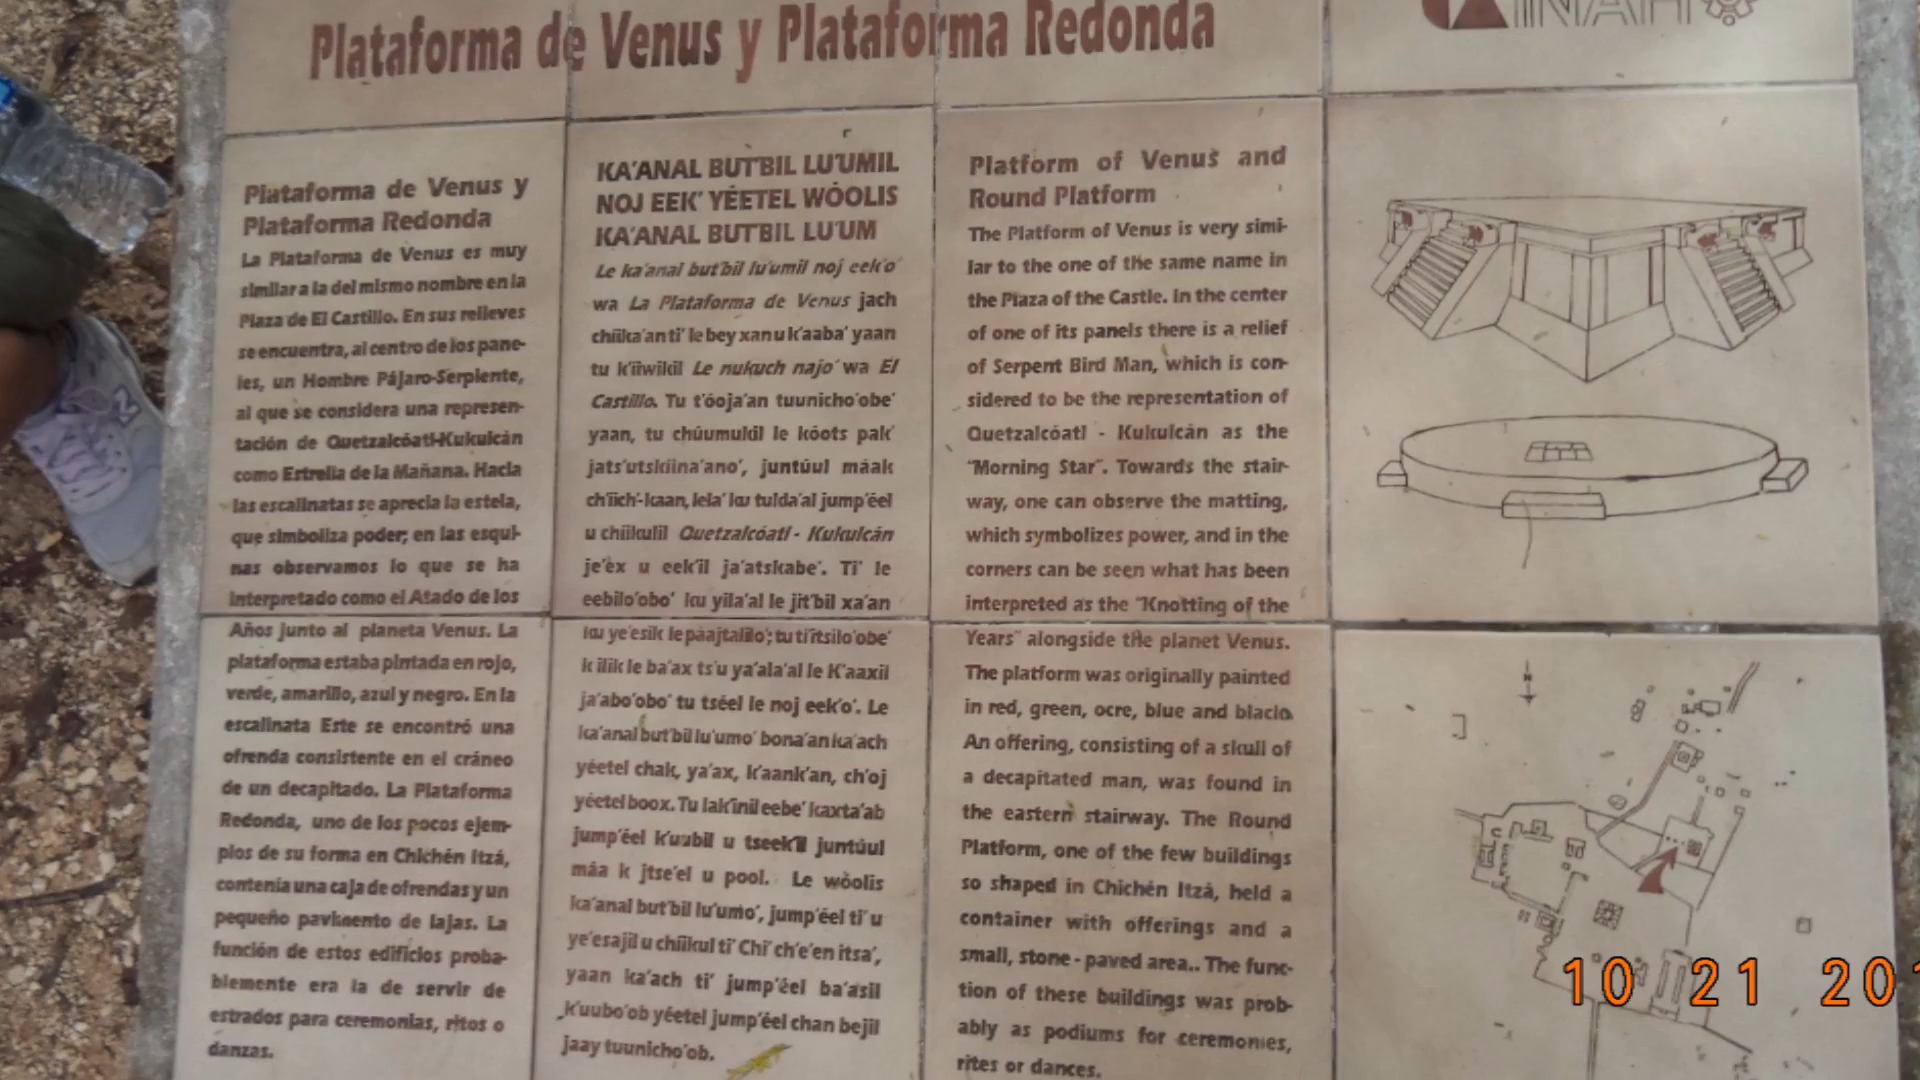 Plataforma de Venus y Plataforma Redonda
INAH
Plataforma de Venus y
Plataforma Redonda
La Plataforma de Venus es muy
similar a la del mismo nombre en la
Plaza de El Castillo. En sus relieves
se encuentra, al centro de los pane-
les, un Hombre Pájaro-Serpiente,
al que se considera una represen-
tación de Quetzalcóatl-Kukulcán
como Estrella de la Mañana. Hacia
las escalinatas se aprecia la estela,
que simboliza poder; en las esqui-
nas observamos lo que se ha
interpretado como el Atado de los
Años junto al planeta Venus. La
plataforma estaba pintada en rojo,
verde, amarillo, azul y negro. En la
escalinata Este se encontró una
ofrenda consistente en el cráneo
de un decapitado. La Plataforma
Redonda, uno de los pocos ejem-
plos de su forma en Chichén Itzá,
contenía una caja de ofrendas y un
pequeño pavimento de lajas. La
función de estos edificios proba-
blemente era la de servir de
estrados para ceremonias, ritos o
danzas.
KA'ANAL BUT'BIL LU'UMIL
NOJ EEK' YÉETEL WÓOLIS
KA'ANAL BUT'BIL LU'UM
Le ka'anal but'bil lu'umil noj eek'o'
wa La Plataforma de Venus jach
chíika'an ti' le bey xan u k'aaba' yaan
tu k'íiwikil Le nukuch najo' wa El
Castillo. Tu t'óoja'an tuunicho'obe'
yaan, tu chúumukil le kóots pak'
jats'utskíina'ano', juntúul máak
ch'íich'-kaan, lela' ku tukla'al jump'éel
u chíikulil Quetzalcóatl - Kukulcán
je'ex u eek'il ja'atskabe'. Ti' le
eebilo'obo' ku yila'al le jit'bil xa'an
ku ye'esik le páajtalilo'; tu ti'itsilo'obe'
k ilik le ba'ax ts'u ya'ala'al le K'aaxil
ja'abo'obo' tu tséel le noj eek'o'. Le
ka'anal but'bil lu'umo' bona'an ka'ach
yéetel chak, ya'ax, k'aank'an, ch'oj
yéetel boox. Tu lak'inil eebe' kaxta'ab
jump'éel k'uubil u tseek'il juntúul
máa k jtse'el u pool. Le wóolis
ka'anal but'bil lu'umo', jump'éel ti' u
ye'esajil u chíikul ti' Chi' ch'e'en itsa',
yaan ka'ach ti' jump'éel ba'asil
k'uubo'ob yéetel jump'éel chan bejil
jaay tuunicho'ob.
Platform of Venus and
Round Platform
The Platform of Venus is very simi-
lar to the one of the same name in
the Plaza of the Castle. In the center
of one of its panels there is a relief
of Serpent Bird Man, which is con-
sidered to be the representation of
Quetzalcóatl - Kukulcán as the
"Morning Star". Towards the stair-
way, one can observe the matting,
which symbolizes power, and in the
corners can be seen what has been
interpreted as the "Knotting of the
Years" alongside the planet Venus.
The platform was originally painted
in red, green, ocre, blue and black.
An offering, consisting of a skull of
a decapitated man, was found in
the eastern stairway. The Round
Platform, one of the few buildings
so shaped in Chichén Itzá, held a
container with offerings and a
small, stone - paved area.. The func-
tion of these buildings was prob-
ably as podiums for ceremonies,
rites or dances.
N
10 21 201